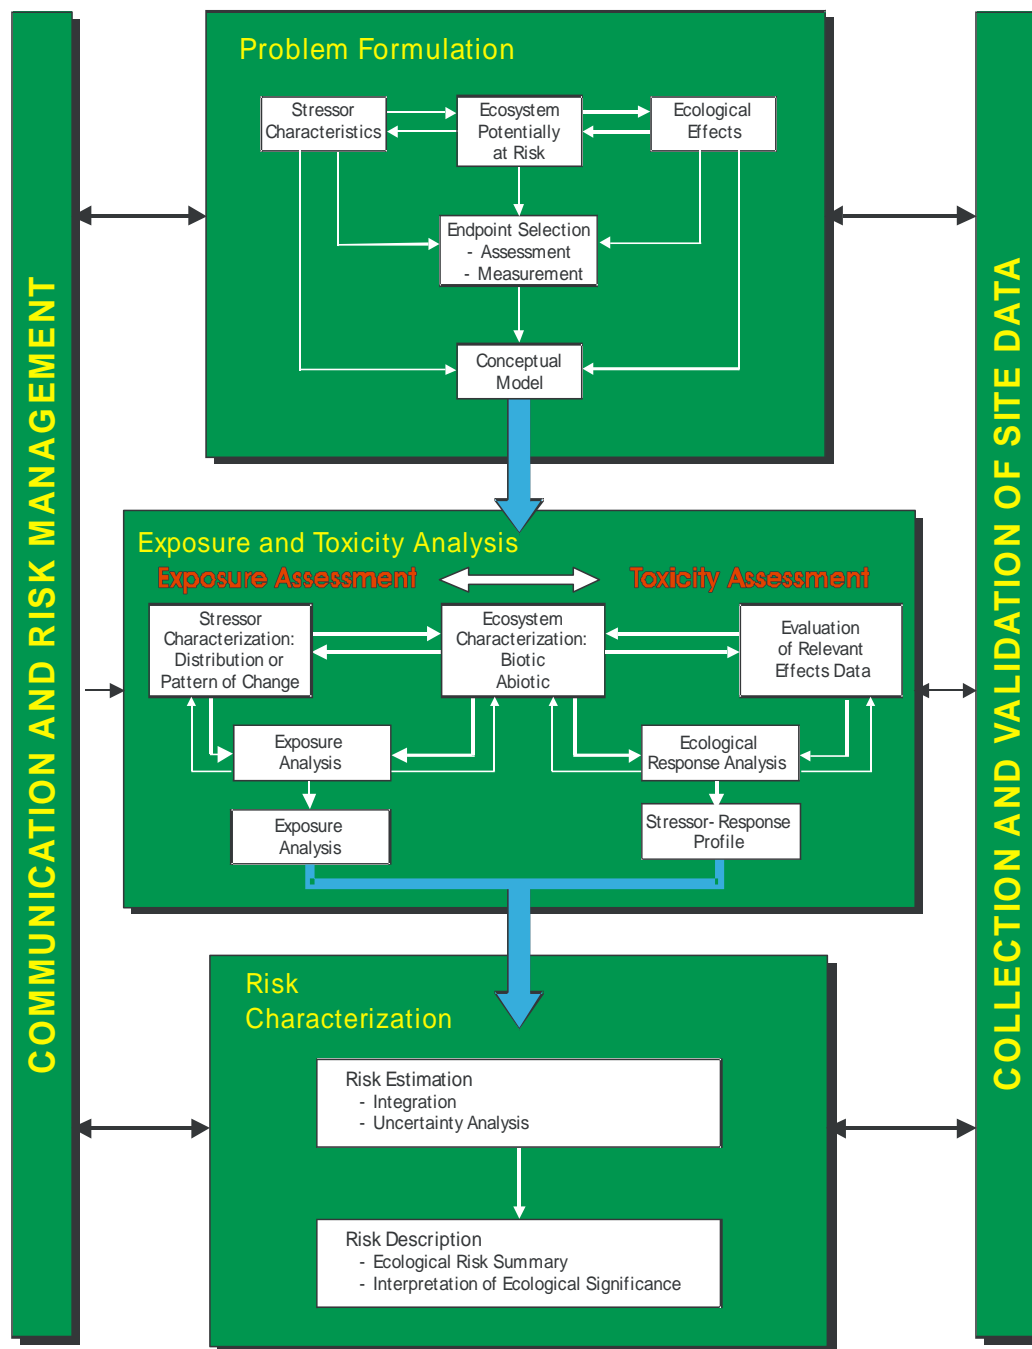 COMMUNICATION AND RISK MANAGEMENT
Problem Formulation
Stressor
Characteristics
Ecosystem
Potentially
at Risk
Ecological
Effects
Endpoint Selection
- Assessment
- Measurement
Conceptual
Model
Exposure and Toxicity Analysis
Exposure Assessment
Toxicity Assessment
Stressor
Characterization:
Distribution or
Pattern of Change
Ecosystem
Characterization:
Biotic
Abiotic
Evaluation
of Relevant
Effects Data
Exposure
Analysis
Ecological
Response Analysis
Exposure
Analysis
Stressor- Response
Profile
Risk
Characterization
Risk Estimation
- Integration
- Uncertainty Analysis
Risk Description
- Ecological Risk Summary
- Interpretation of Ecological Significance
COLLECTION AND VALIDATION OF SITE DATA